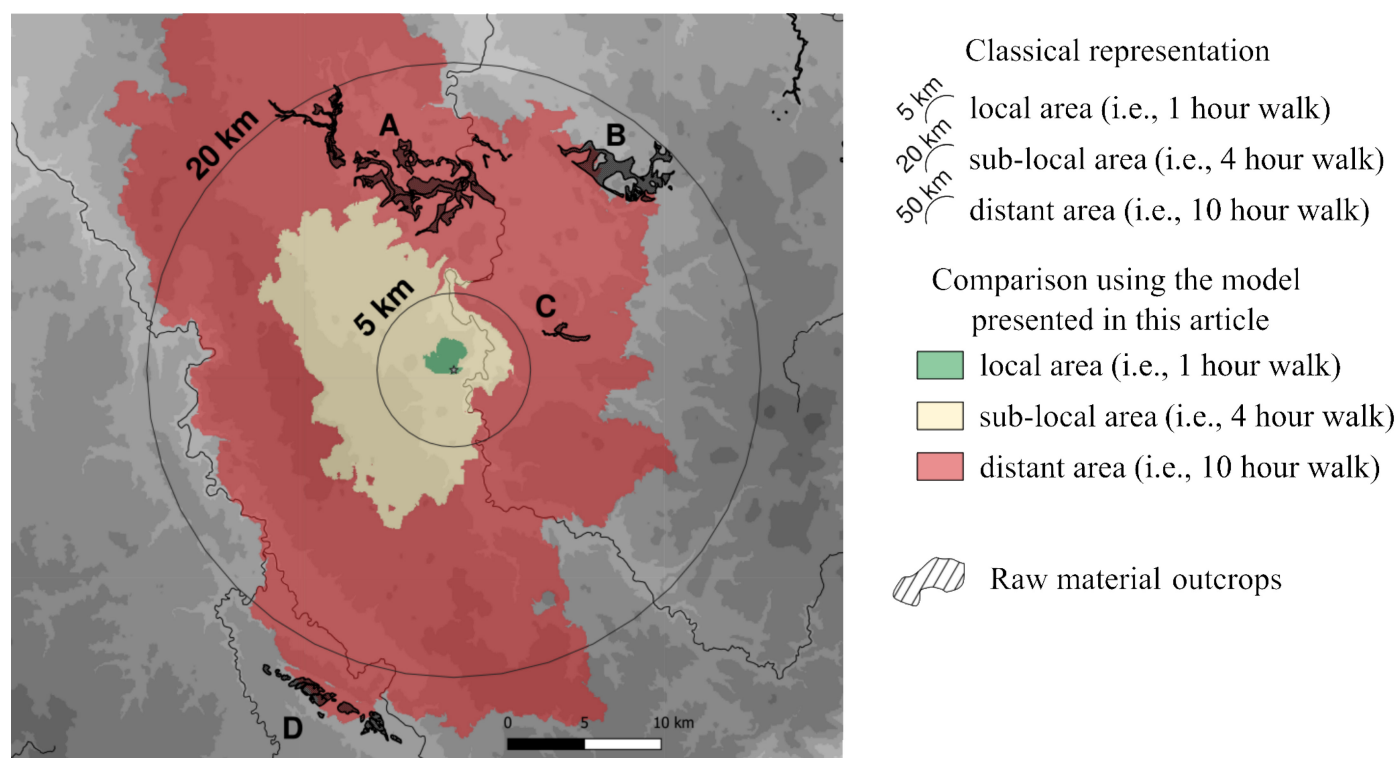 20 km
A
B
5 km
C
D
0 5 10 km
Classical representation
5 km local area (i.e., 1 hour walk)
20 km sub-local area (i.e., 4 hour walk)
50 km distant area (i.e., 10 hour walk)
Comparison using the model
presented in this article
local area (i.e., 1 hour walk)
sub-local area (i.e., 4 hour walk)
distant area (i.e., 10 hour walk)
Raw material outcrops